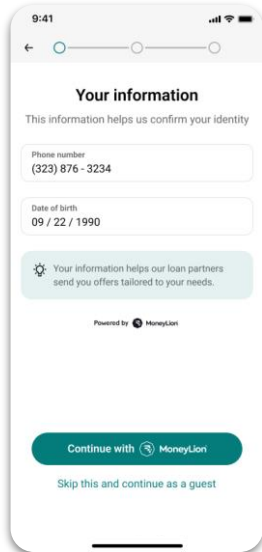 9:41
Your information
This information helps us confirm your identity
Phone number
(323) 876 - 3234
Date of birth
09 / 22 / 1990
Your information helps our loan partners
send you offers tailored to your needs.
Powered by MoneyLion
Continue with MoneyLion
Skip this and continue as a guest